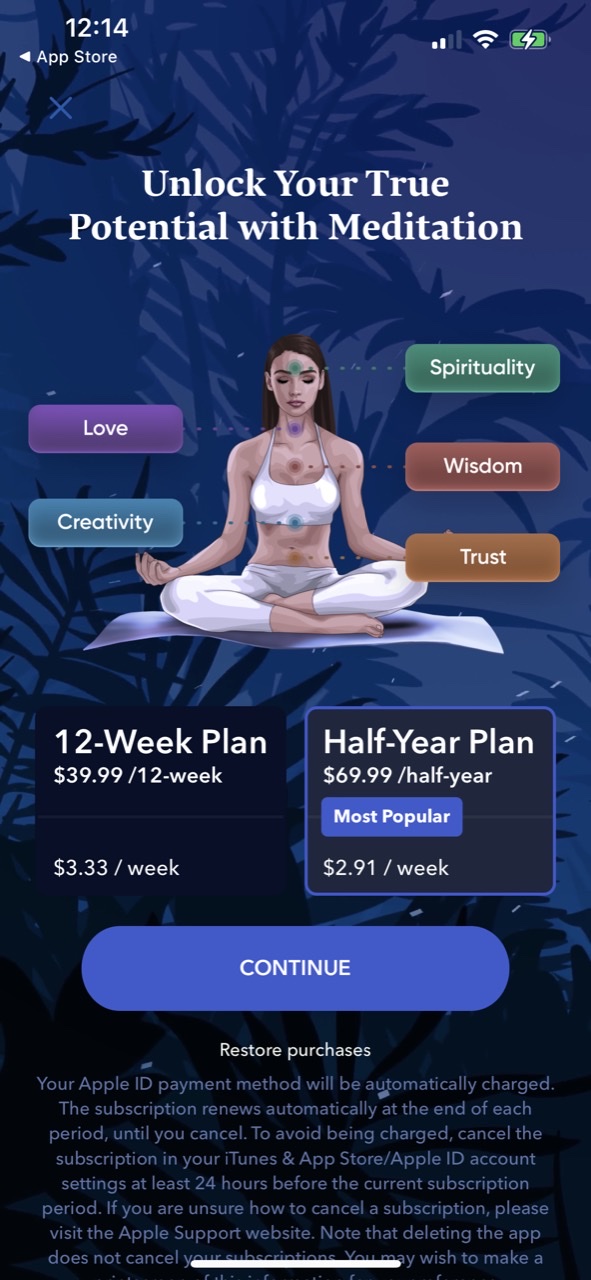 12:14
App Store
Unlock Your True
Potential with Meditation
Spirituality
Love
Wisdom
Creativity
Trust
12-Week Plan
$39.99 /12-week
$3.33 / week
Half-Year Plan
$69.99 /half-year
Most Popular
$2.91 / week
CONTINUE
Restore purchases
Your Apple ID payment method will be automatically charged.
The subscription renews automatically at the end of each
period, until you cancel. To avoid being charged, cancel the
subscription in your iTunes & App Store/Apple ID account
settings at least 24 hours before the current subscription
period. If you are unsure how to cancel a subscription, please
visit the Apple Support website. Note that deleting the app
does not cancel your subscriptions. You may wish to make a